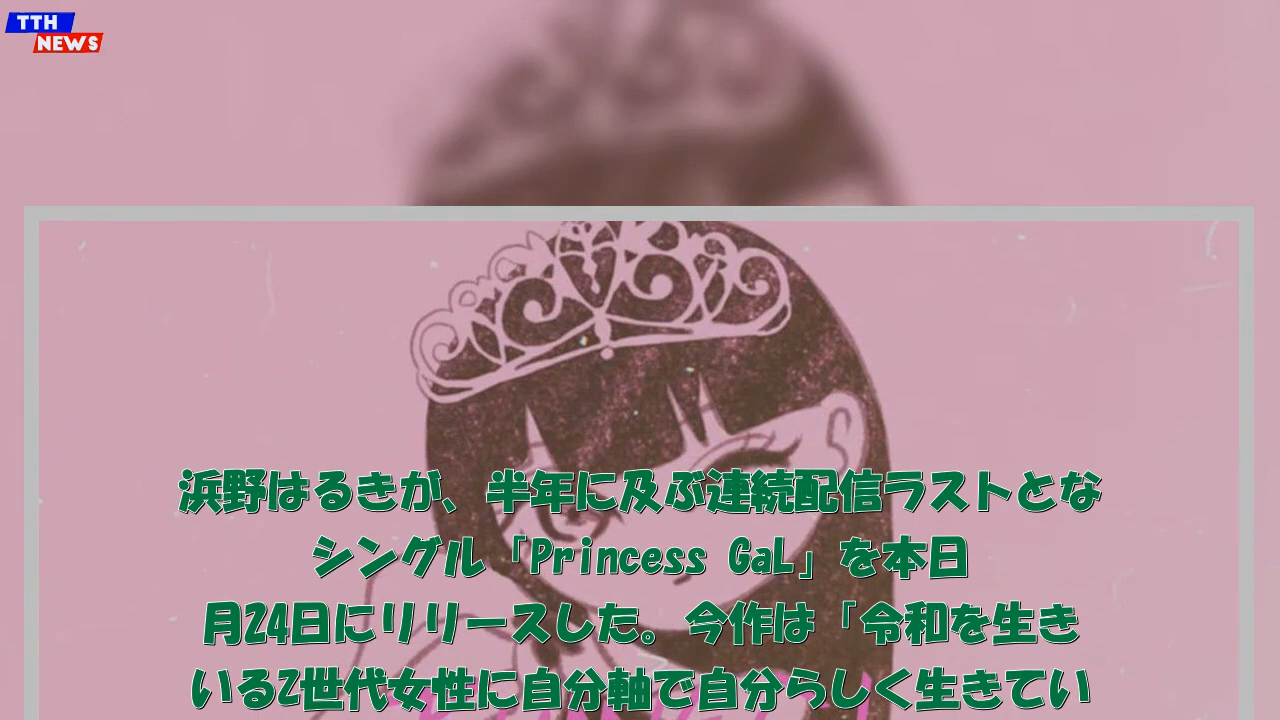 TTH
NEWS
浜野はるきが、半年に及ぶ連続配信ラストとな
シングル「Princess GaL」を本日
月24日にリリースした。今作は「令和を生き
いるZ世代女性に自分軸で自分らしく生きてい